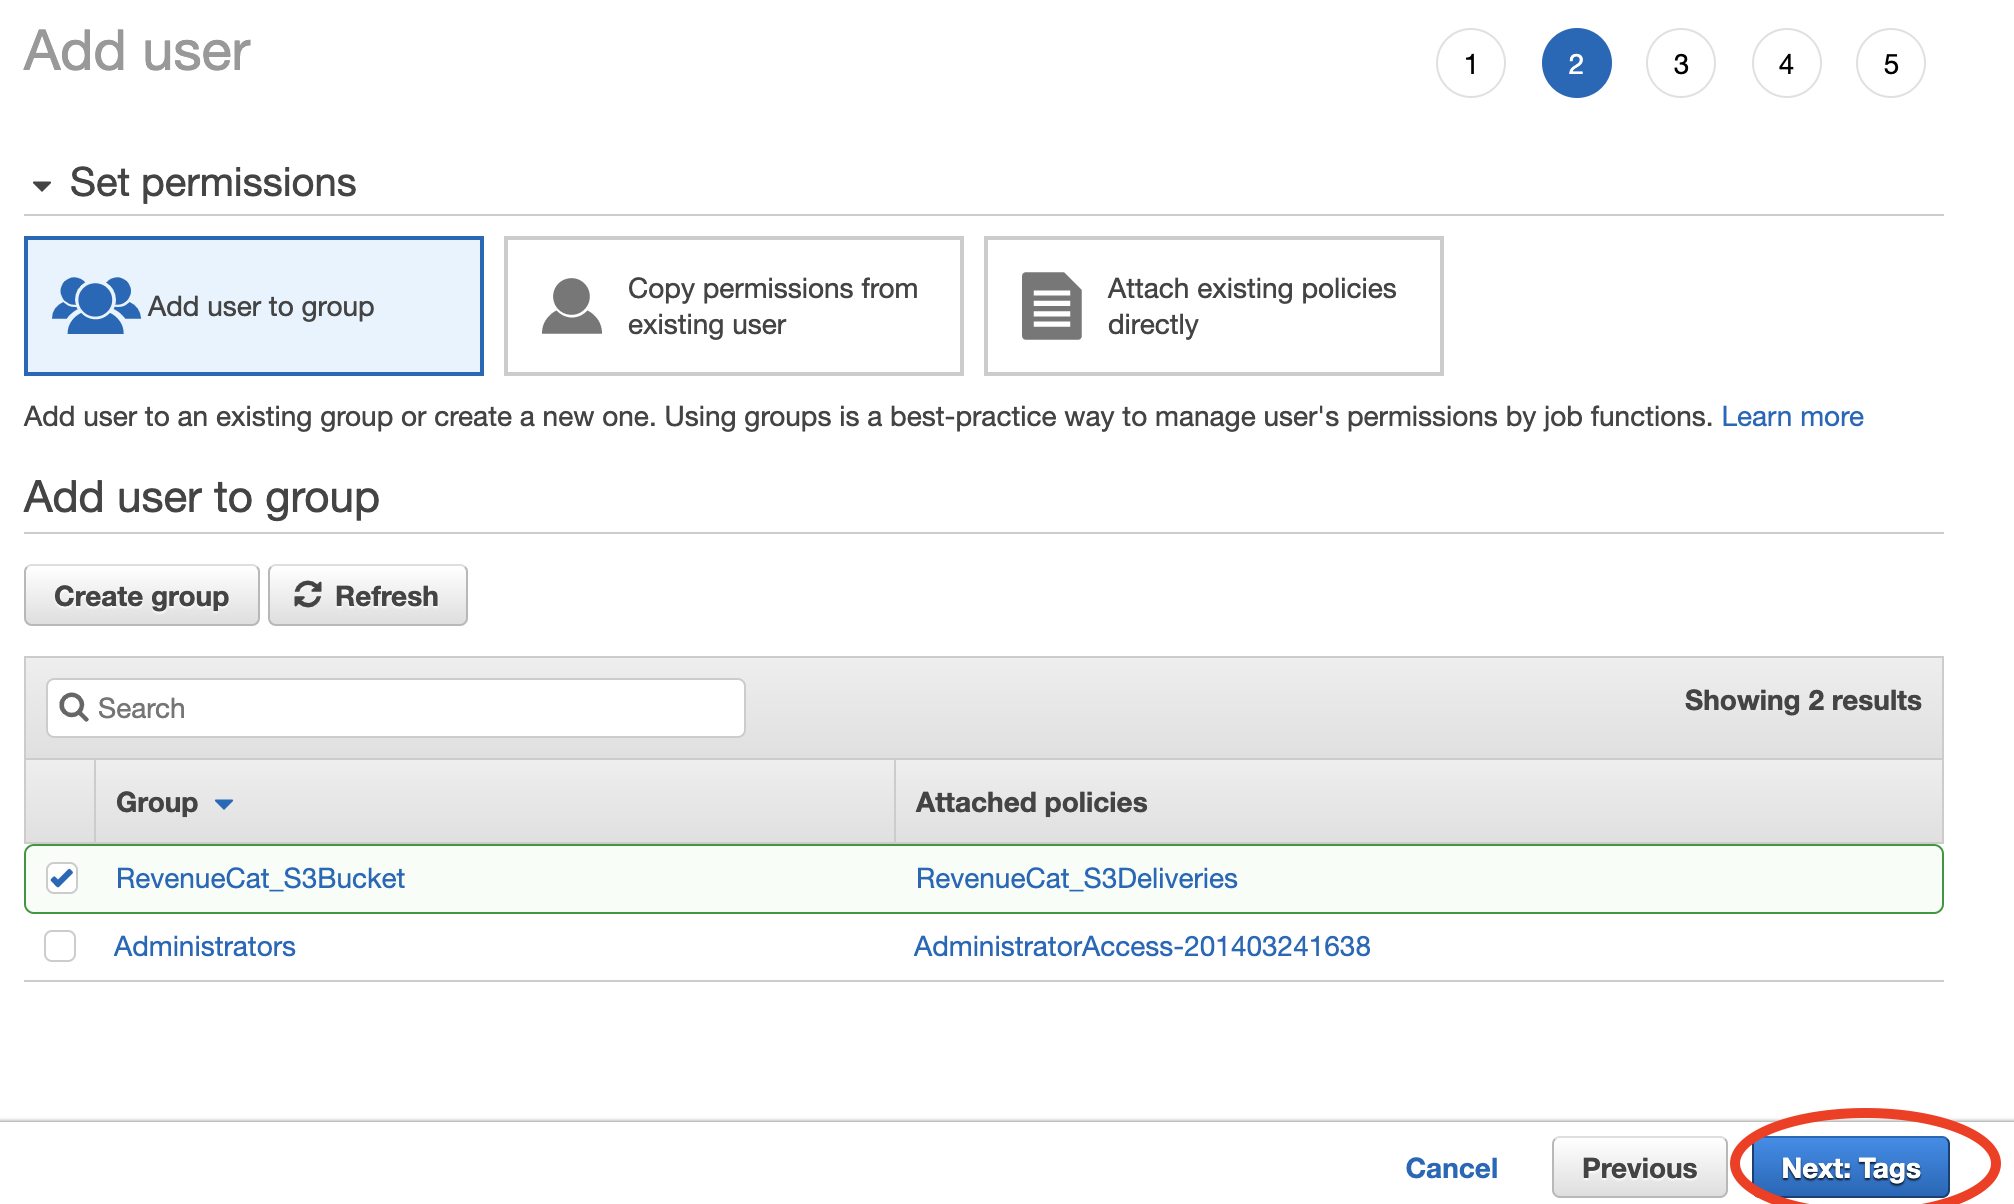 Add user
1 2 3 4 5
Set permissions
Add user to group
Copy permissions from
existing user
Attach existing policies
directly
Add user to an existing group or create a new one. Using groups is a best-practice way to manage user's permissions by job functions. Learn more
Add user to group
Create group Refresh
Search
Showing 2 results
Group Attached policies
RevenueCat_S3Bucket RevenueCat_S3Deliveries
Administrators AdministratorAccess-201403241638
Cancel Previous Next: Tags